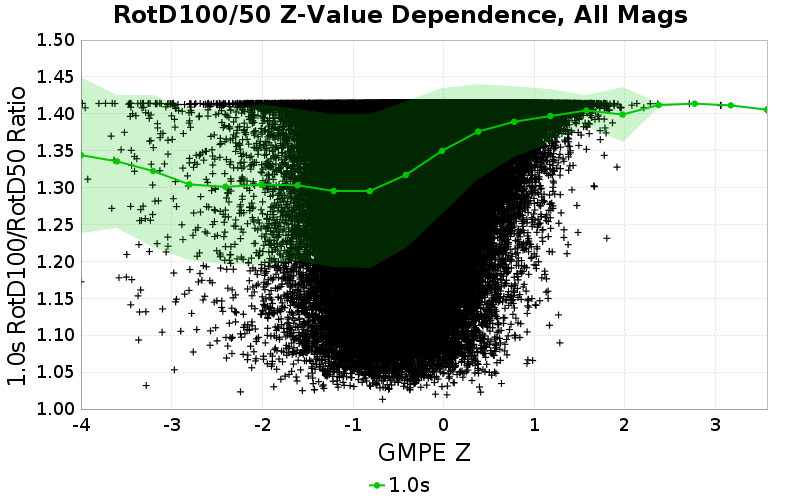 RotD100/50 Z-Value Dependence, All Mags
1.0s RotD100/RotD50 Ratio
1.50
1.45
1.40
1.35
1.30
1.25
1.20
1.15
1.10
1.05
1.00
-4 -3 -2 -1 0 1 2 3
GMPE Z
1.0s